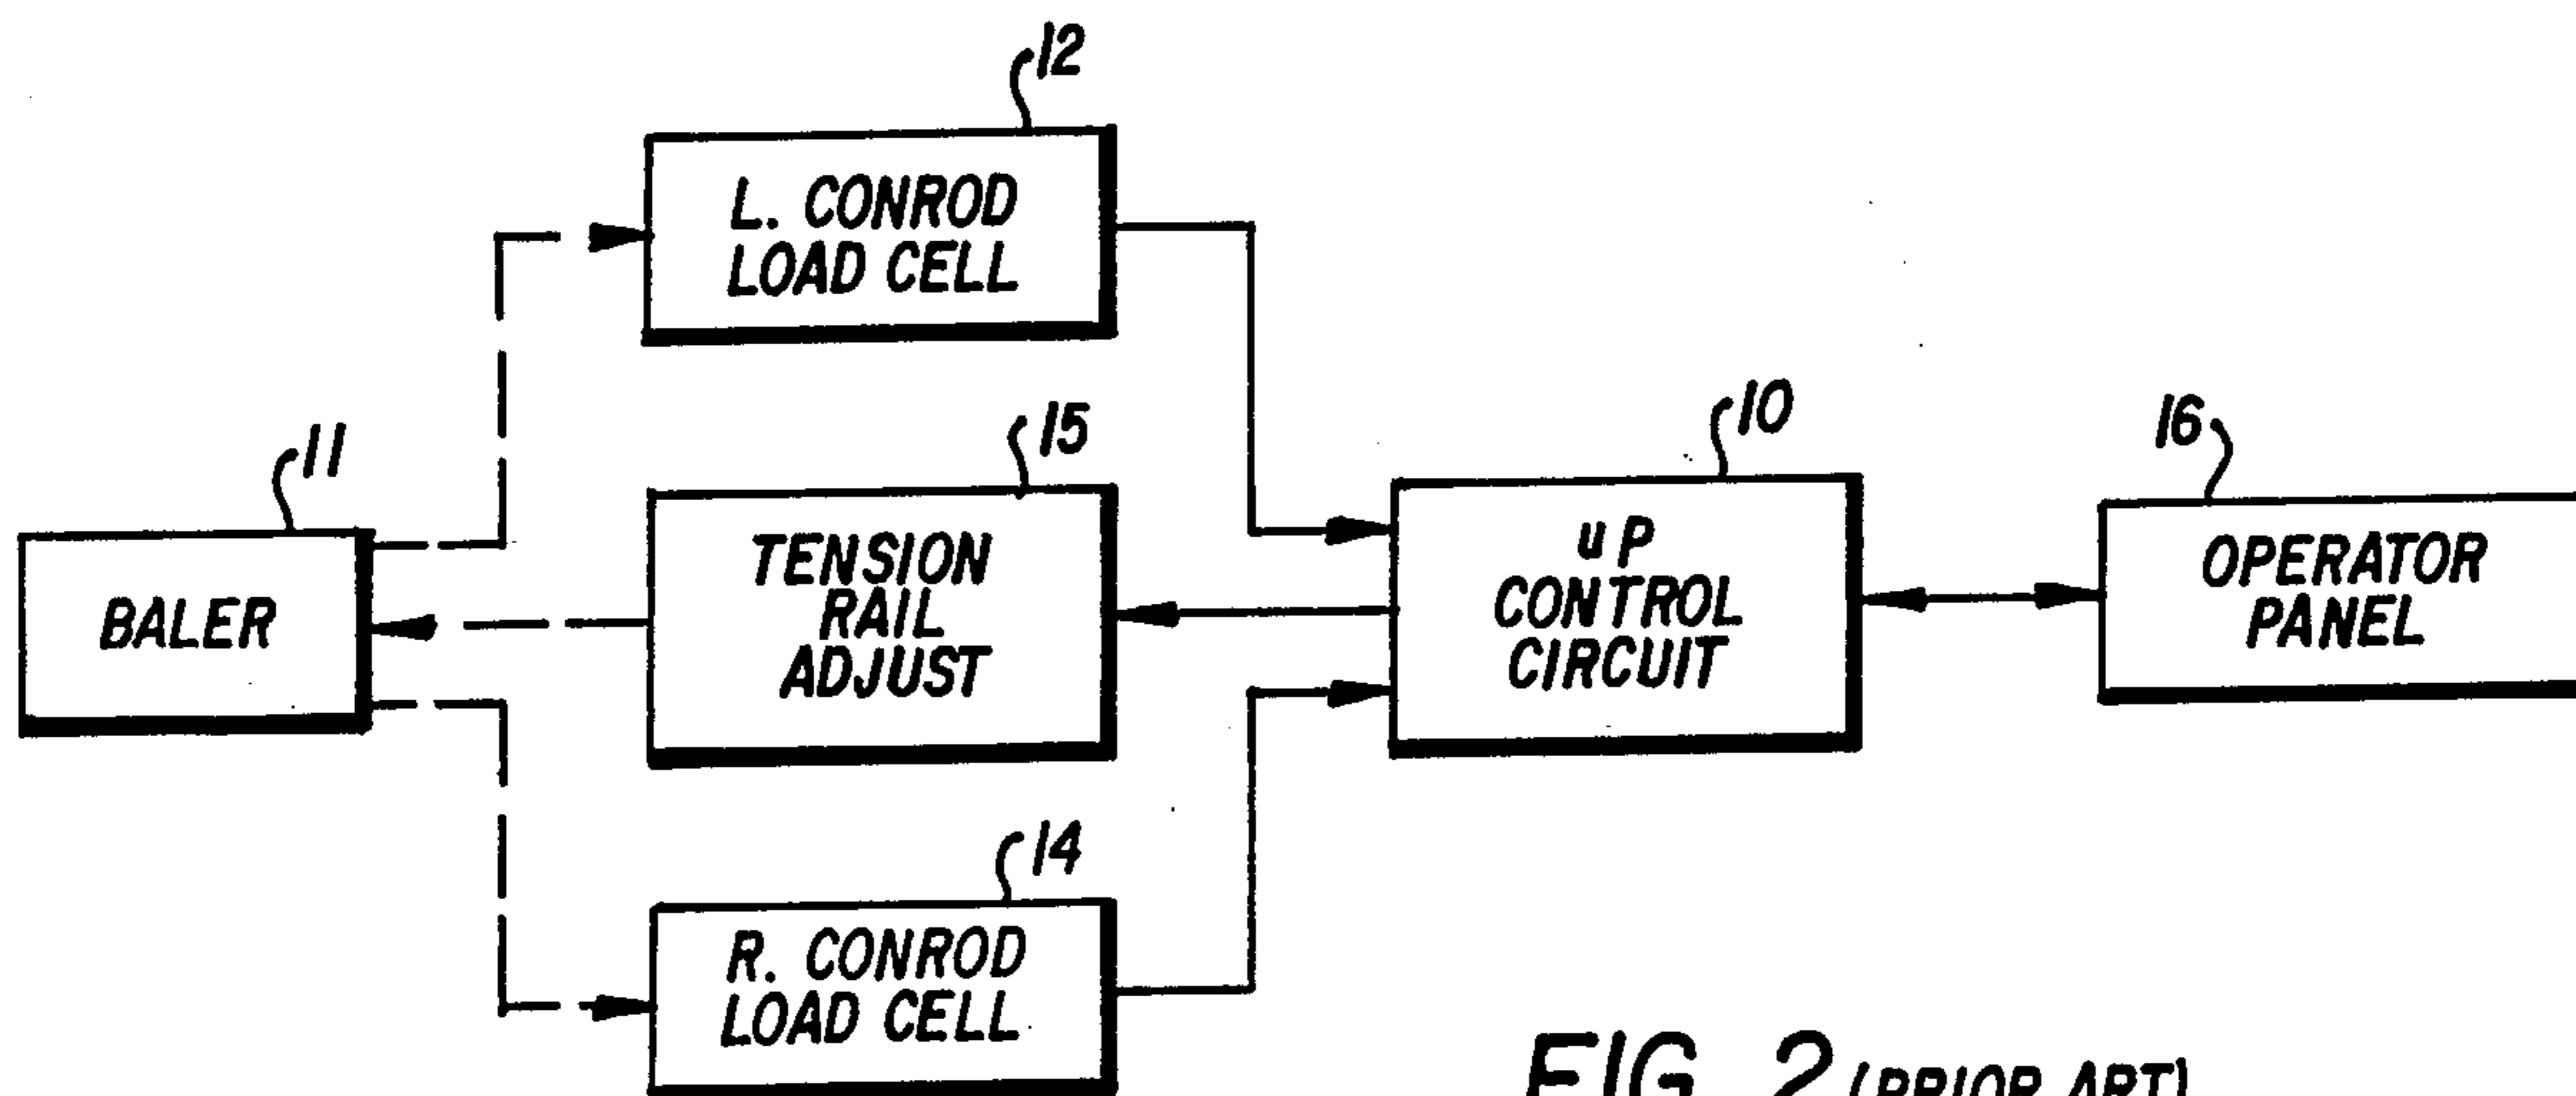 12
L. CONROD
LOAD CELL
15
TENSION
RAIL
ADJUST
11
BALER
10
uP
CONTROL
CIRCUIT
16
OPERATOR
PANEL
14
R. CONROD
LOAD CELL
FIG. 2 (PRIOR ART)